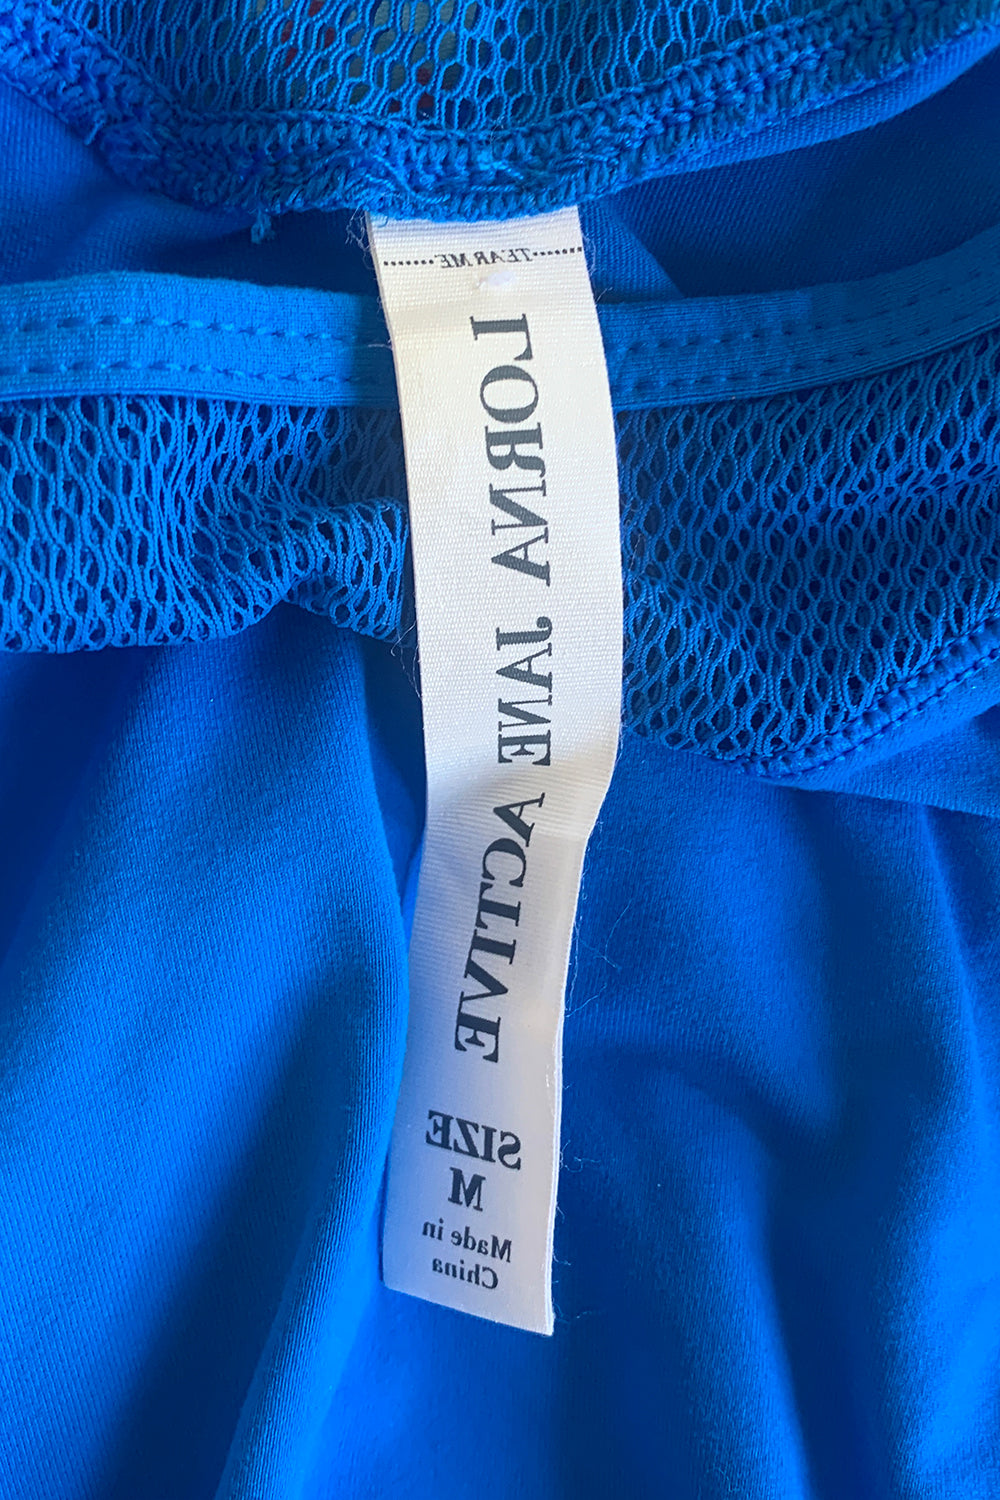 TEAR ME
LORNA JANE ACTIVE
SIZE
M
Made in
China